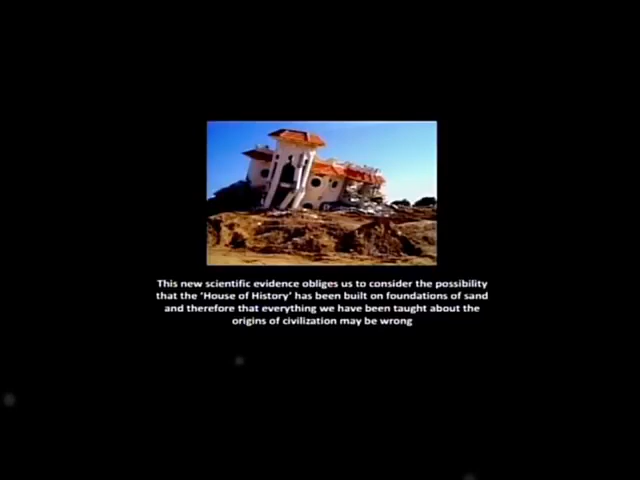 This new scientific evidence obliges us to consider the possibility
that the ‘House of History’ has been built on foundations of sand
and therefore that everything we have been taught about the
origins of civilization may be wrong